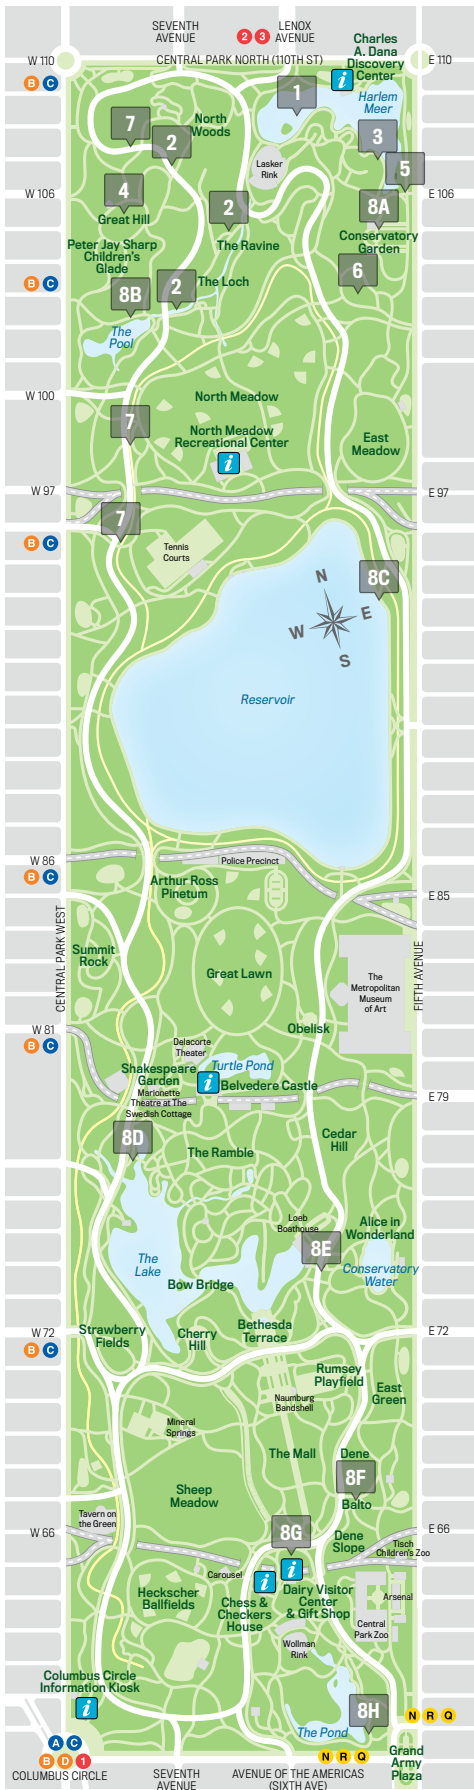 SEVENTH
AVENUE
LENOX
AVENUE
2 3
Charles
A. Dana
Discovery
Center
W 110
CENTRAL PARK NORTH (110TH ST)
E 110
B C
i
1
Harlem
Meer
7
2
North
Woods
3
Lasker
Rink
5
4
W 106
E 106
8A
2
Great Hill
Conservatory
Garden
The Ravine
Peter Jay Sharp
Children's
Glade
6
B C
8B
2
The Loch
The
Pool
W 100
North Meadow
7
North Meadow
Recreational Center
i
East
Meadow
W 97
E 97
7
B C
Tennis
Courts
8C
N
W
E
S
Reservoir
W 86
Police Precinct
B C
Arthur Ross
Pinetum
E 85
CENTRAL PARK WEST
FIFTH AVENUE
Summit
Rock
Great Lawn
The
Metropolitan
Museum
of Art
W 81
Obelisk
B C
Delacorte
Theater
Shakespeare
Garden
Turtle Pond
i
Belvedere Castle
Marionette
Theatre at The
Swedish Cottage
E 79
8D
Cedar
Hill
The Ramble
Loeb
Boathouse
Alice in
Wonderland
8E
The
Lake
Conservatory
Water
Bow Bridge
W 72
Strawberry
Fields
Cherry
Hill
Bethesda
Terrace
E 72
B C
Rumsey
Playfield
East
Green
Naumburg
Bandshell
Mineral
Springs
The Mall
Dene
8F
Balto
Sheep
Meadow
Tavern on
the Green
W 66
8G
Dene
Slope
E 66
Tisch
Children's Zoo
Carousel
i
i
Heckscher
Ballfields
Chess &
Checkers
House
Dairy Visitor
Center
& Gift Shop
Arsenal
Central
Park Zoo
Wollman
Rink
Columbus Circle
Information Kiosk
i
8H
The Pond
N R Q
A C
B D 1
COLUMBUS CIRCLE
N R Q
Grand
Army
Plaza
SEVENTH
AVENUE
AVENUE OF THE AMERICAS
(SIXTH AVE)